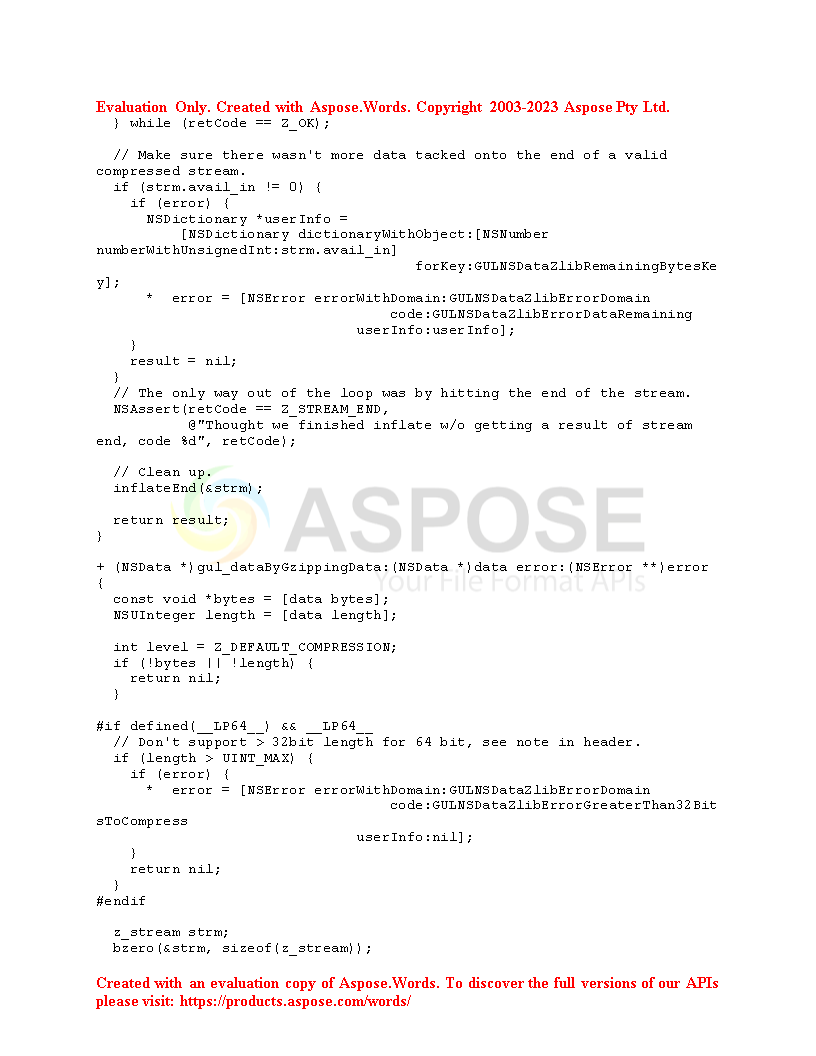 Evaluation Only. Created with Aspose.Words. Copyright 2003-2023 Aspose Pty Ltd.
} while (retCode == Z_OK);
// Make sure there wasn't more data tacked onto the end of a valid
compressed stream.
if (strm.avail_in != 0) {
if (error) {
NSDictionary *userInfo =
[NSDictionary dictionaryWithObject:[NSNumber
numberWithUnsignedInt:strm.avail_in]
forKey:GULNSDataZlibRemainingBytesKe
y];
* error = [NSError errorWithDomain:GULNSDataZlibErrorDomain
code:GULNSDataZlibErrorDataRemaining
userInfo:userInfo];
}
result = nil;
}
// The only way out of the loop was by hitting the end of the stream.
NSAssert(retCode == Z_STREAM_END,
@"Thought we finished inflate w/o getting a result of stream
end, code %d", retCode);
// Clean up.
inflateEnd(&strm);
return result;
}
ASPOSE
Your File Format APIs
+ (NSData *)gul_dataByGzippingData:(NSData *)data error:(NSError **)error
{
const void *bytes = [data bytes];
NSUInteger length = [data length];
int level = Z_DEFAULT_COMPRESSION;
if (!bytes || !length) {
return nil;
}
#if defined(__LP64__) && __LP64__
// Don't support > 32bit length for 64 bit, see note in header.
if (length > UINT_MAX) {
if (error) {
* error = [NSError errorWithDomain:GULNSDataZlibErrorDomain
code:GULNSDataZlibErrorGreaterThan32Bit
sToCompress
userInfo:nil];
}
return nil;
}
#endif
z_stream strm;
bzero(&strm, sizeof(z_stream));
Created with an evaluation copy of Aspose.Words. To discover the full versions of our APIs
please visit: https://products.aspose.com/words/